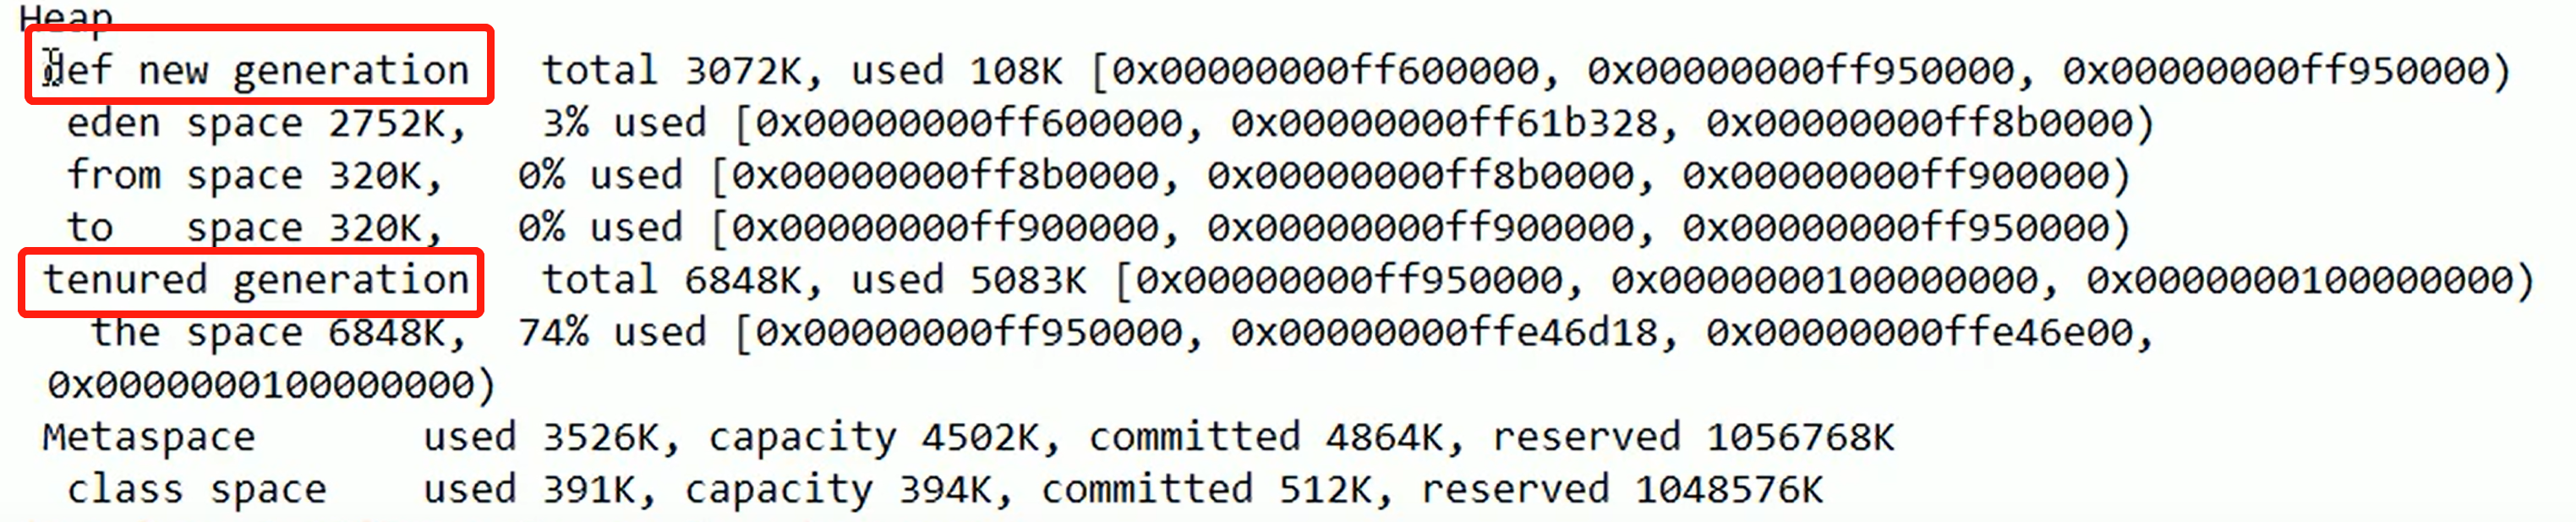 Heap
def new generation   total 3072K, used 108K [0x00000000ff600000, 0x00000000ff950000, 0x00000000ff950000)
eden space 2752K,   3% used [0x00000000ff600000, 0x00000000ff61b328, 0x00000000ff8b0000)
from space 320K,   0% used [0x00000000ff8b0000, 0x00000000ff8b0000, 0x00000000ff900000)
to   space 320K,   0% used [0x00000000ff900000, 0x00000000ff900000, 0x00000000ff950000)
tenured generation   total 6848K, used 5083K [0x00000000ff950000, 0x0000000100000000, 0x0000000100000000)
the space 6848K,  74% used [0x00000000ff950000, 0x00000000ffe46d18, 0x00000000ffe46e00,
0x0000000100000000)
Metaspace       used 3526K, capacity 4502K, committed 4864K, reserved 1056768K
class space    used 391K, capacity 394K, committed 512K, reserved 1048576K